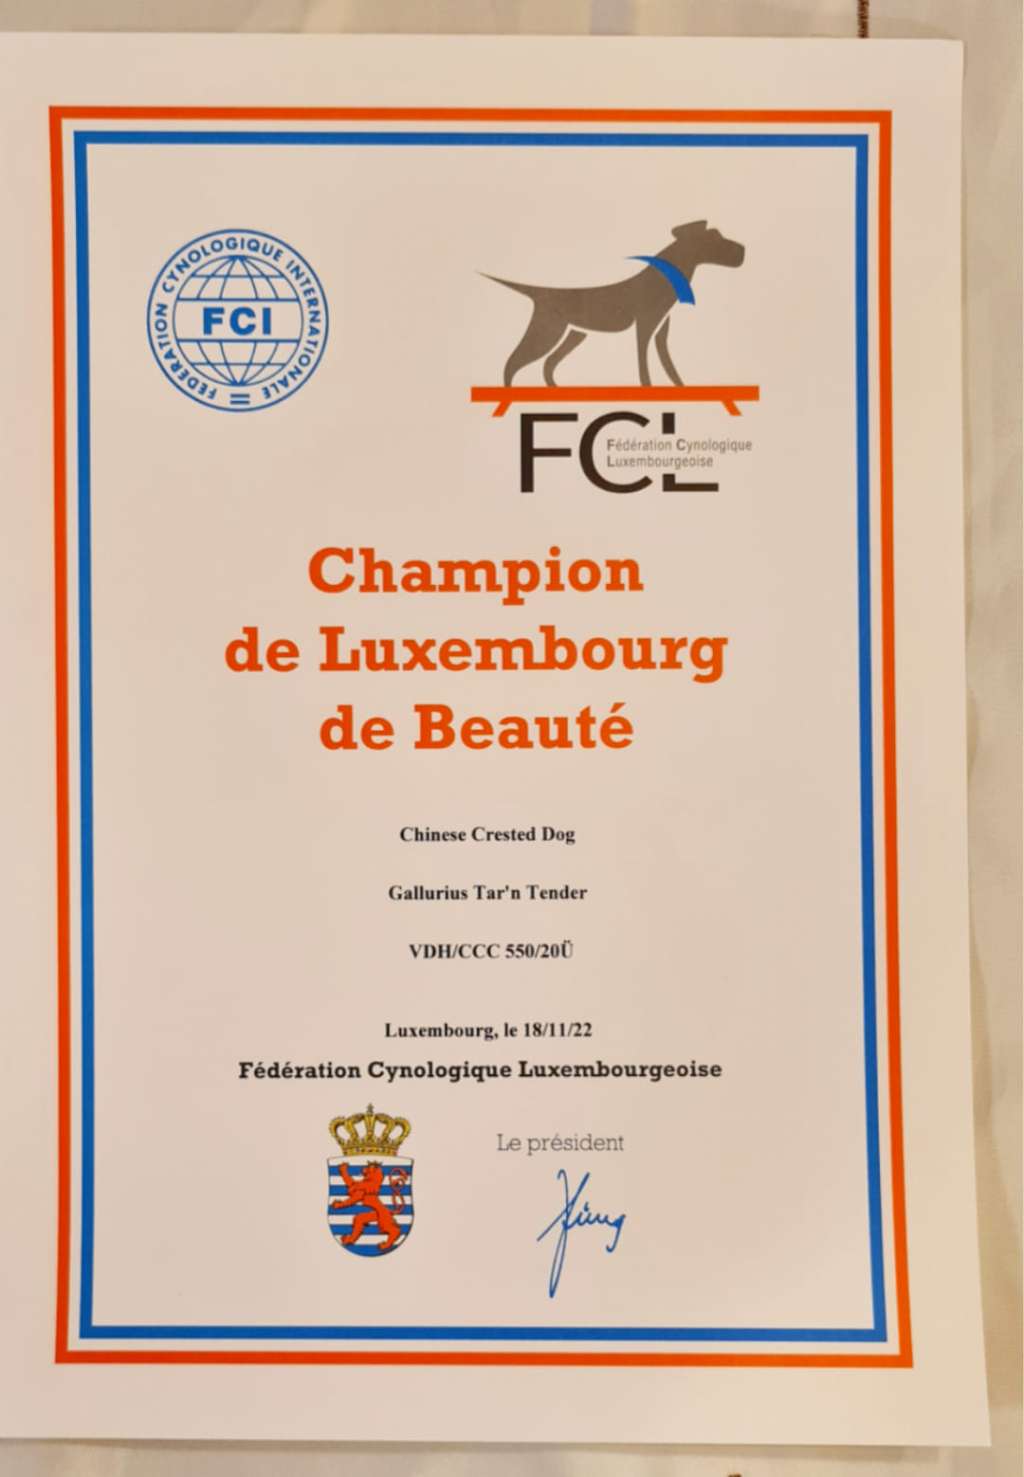 FEDERATION CYNOLOGIQUE INTERNATIONALE
FCI
FCL
Fédération Cynologique
Luxembourgeoise
Champion
de Luxembourg
de Beauté
Chinese Crested Dog
Gallurius Tar'n Tender
VDH/CCC 550/20Ü
Luxembourg, le 18/11/22
Fédération Cynologique Luxembourgeoise
Le président